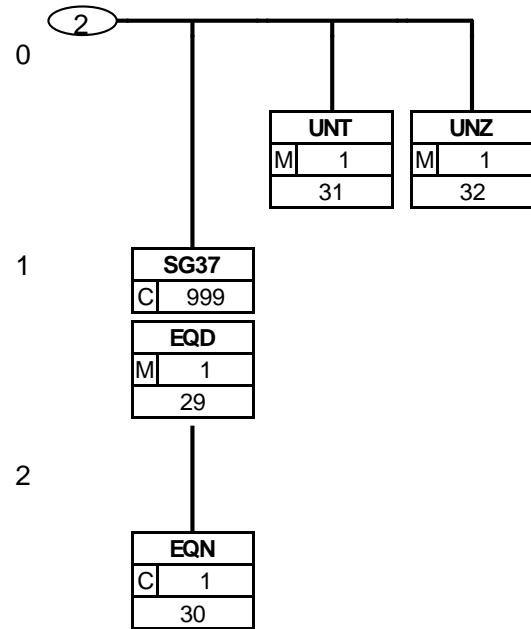 2
0
UNT UNZ
M 1 M 1
31 32
1
SG37
C 999
EQD
M 1
29
2
EQN
C 1
30